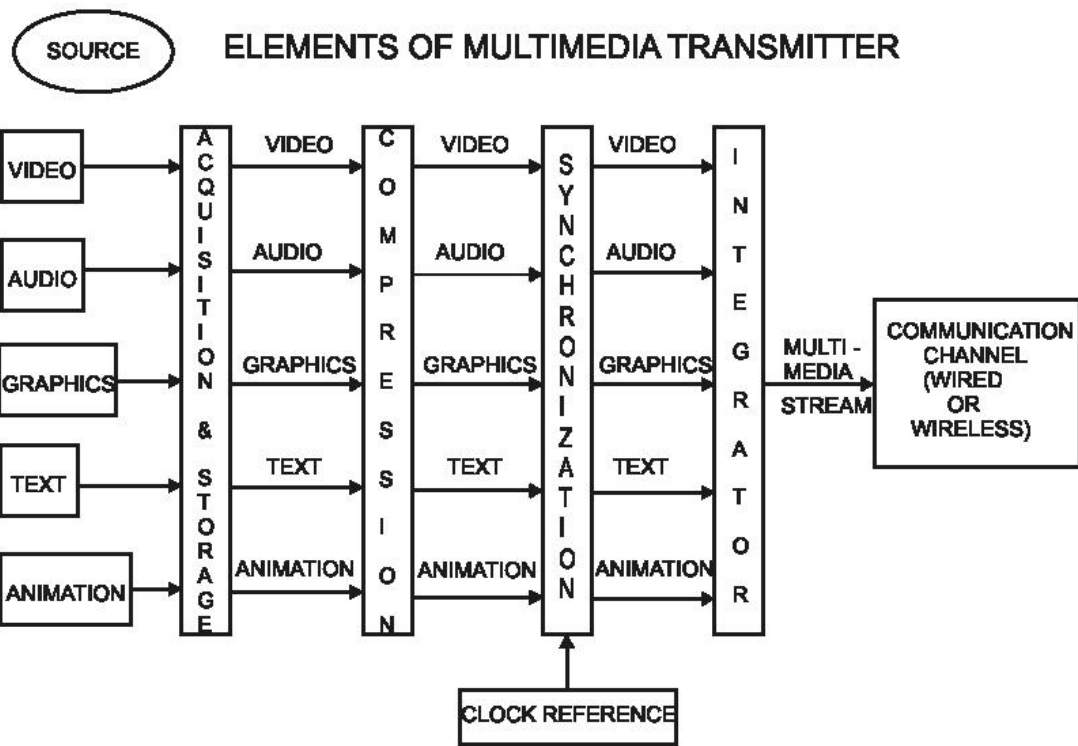 SOURCE
ELEMENTS OF MULTIMEDIA TRANSMITTER
VIDEO
AUDIO
GRAPHICS
TEXT
ANIMATION
ACQUISITION & STORAGE
VIDEO
AUDIO
GRAPHICS
TEXT
ANIMATION
COMPRESSION
VIDEO
AUDIO
GRAPHICS
TEXT
ANIMATION
SYNCHRONIZATION
VIDEO
AUDIO
GRAPHICS
TEXT
ANIMATION
INTEGRATOR
MULTI -
MEDIA
STREAM
COMMUNICATION
CHANNEL
(WIRED
OR
WIRELESS)
CLOCK REFERENCE